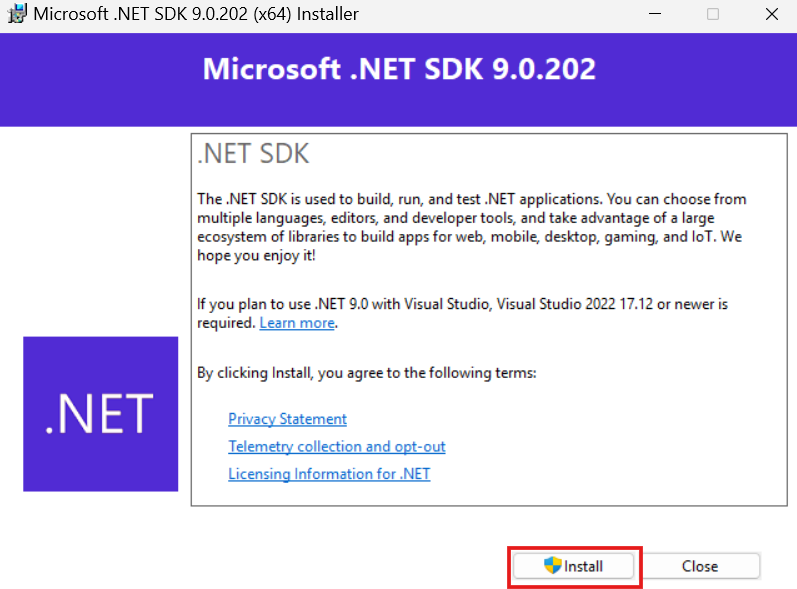 Microsoft .NET SDK 9.0.202 (x64) Installer
Microsoft .NET SDK 9.0.202
.NET SDK
The .NET SDK is used to build, run, and test .NET applications. You can choose from
multiple languages, editors, and developer tools, and take advantage of a large
ecosystem of libraries to build apps for web, mobile, desktop, gaming, and IoT. We
hope you enjoy it!
If you plan to use .NET 9.0 with Visual Studio, Visual Studio 2022 17.12 or newer is
required. Learn more.
By clicking Install, you agree to the following terms:
.NET
Privacy Statement
Telemetry collection and opt-out
Licensing Information for .NET
Install
Close